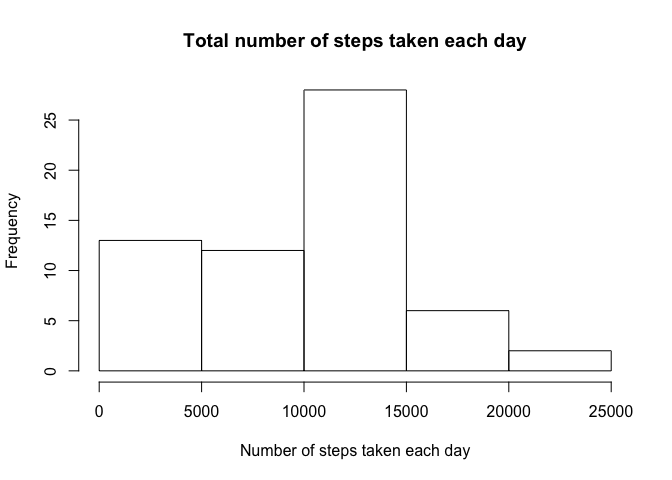 Total number of steps taken each day
Frequency
25
20
15
10
5
0
0 5000 10000 15000 20000 25000
Number of steps taken each day